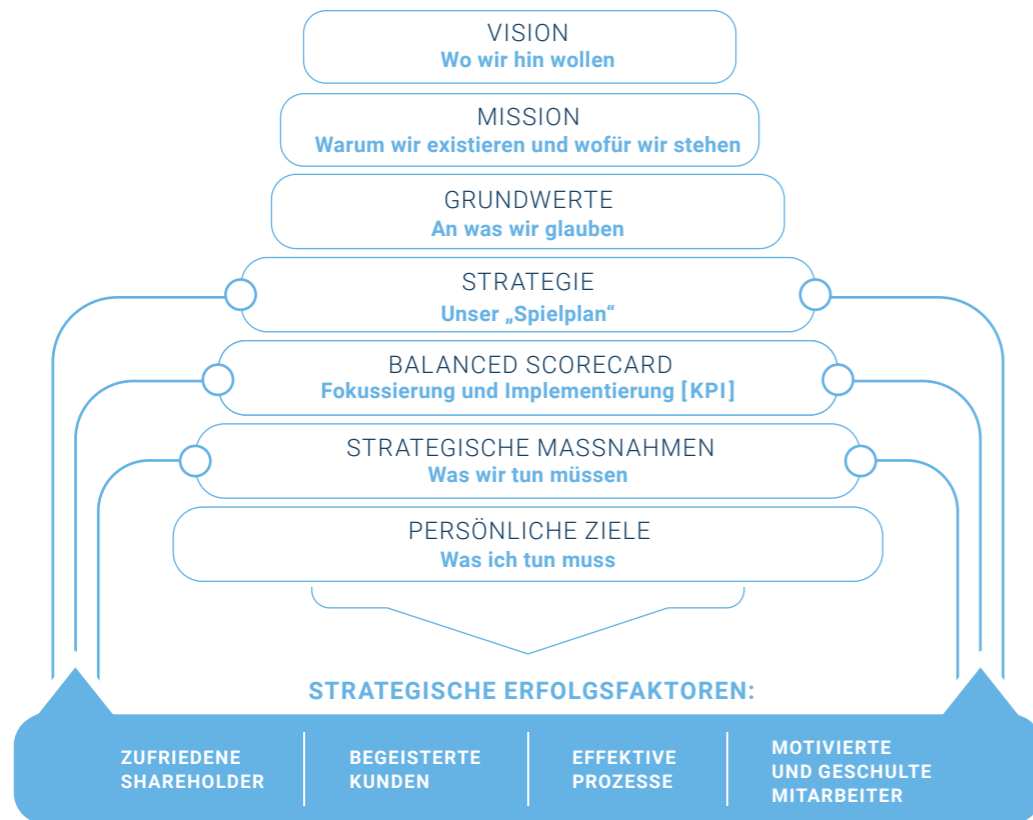 VISION
Wo wir hin wollen
MISSION
Warum wir existieren und wofür wir stehen
GRUNDWERTE
An was wir glauben
STRATEGIE
Unser „Spielplan“
BALANCED SCORECARD
Fokussierung und Implementierung [KPI]
STRATEGISCHE MASSNAHMEN
Was wir tun müssen
PERSÖNLICHE ZIELE
Was ich tun muss
STRATEGISCHE ERFOLGSFAKTOREN:
ZUFRIEDENE
SHAREHOLDER
BEGEISTERTE
KUNDEN
EFFEKTIVE
PROZESSE
MOTIVIERTE
UND GESCHULTE
MITARBEITER